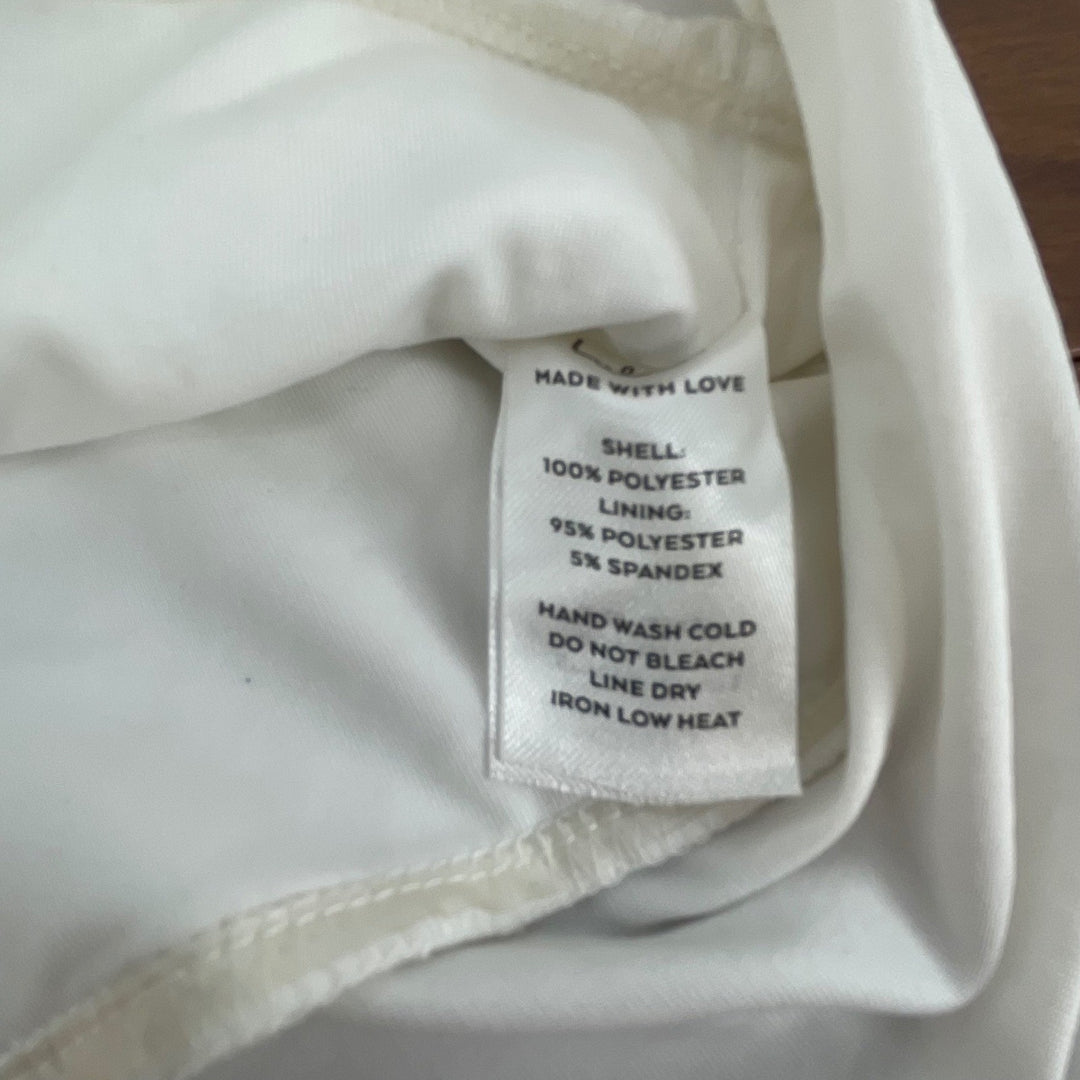 MADE WITH LOVE
SHELL:
100% POLYESTER
LINING:
95% POLYESTER
5% SPANDEX
HAND WASH COLD
DO NOT BLEACH
LINE DRY
IRON LOW HEAT